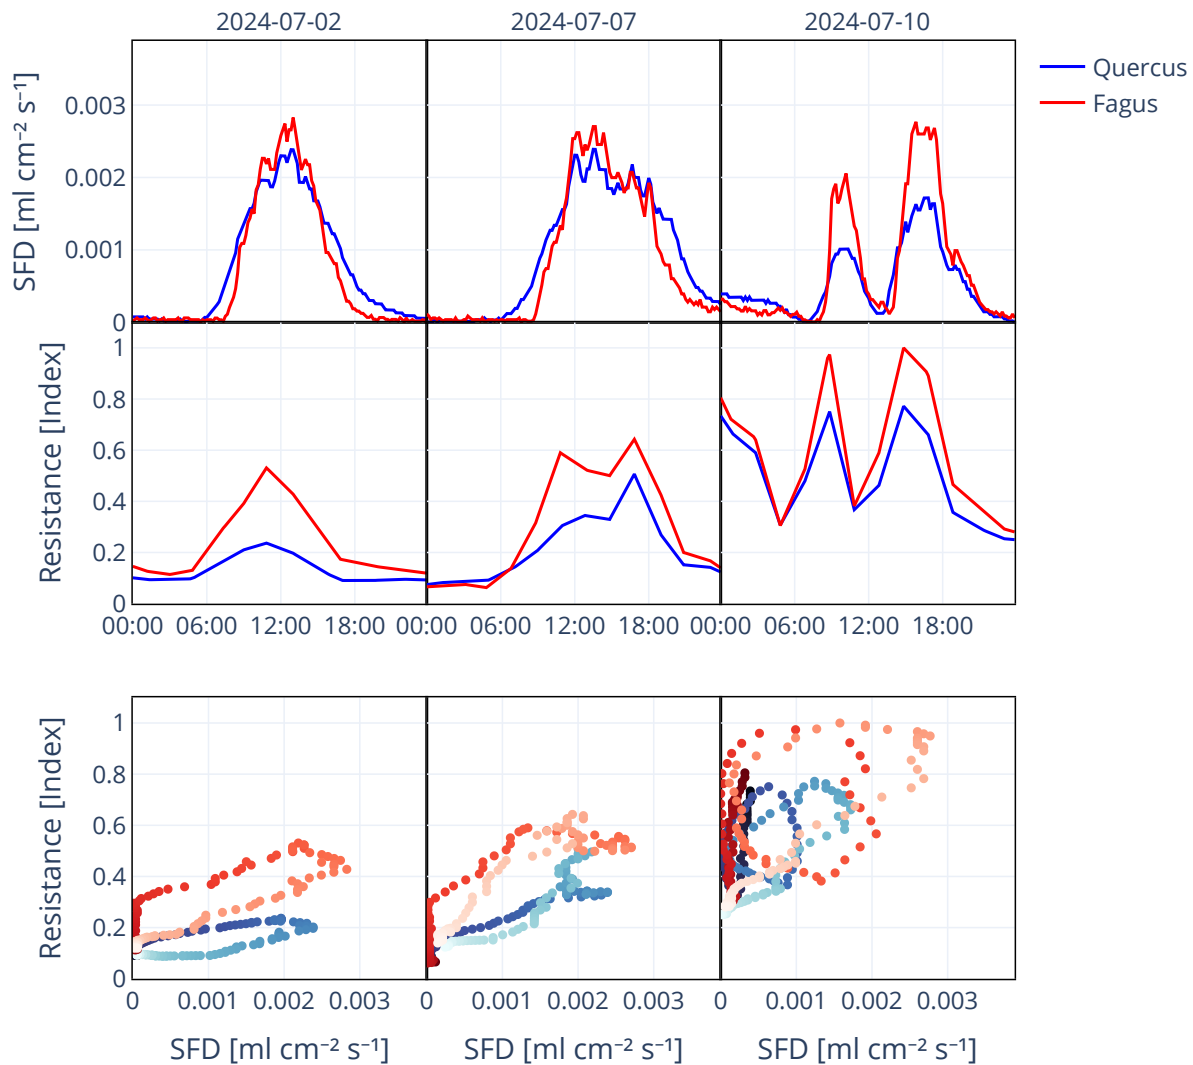 2024-07-02 2024-07-07 2024-07-10
Quercus
Fagus
SFD [ml cm⁻² s⁻¹]
0.003
0.002
0.001
0
Resistance [Index]
1
0.8
0.6
0.4
0.2
0
00:00 06:00 12:00 18:00 00:00 06:00 12:00 18:00 00:00 06:00 12:00 18:00
Resistance [Index]
1
0.8
0.6
0.4
0.2
0
0 0.001 0.002 0.003 0 0.001 0.002 0.003 0 0.001 0.002 0.003
SFD [ml cm⁻² s⁻¹] SFD [ml cm⁻² s⁻¹] SFD [ml cm⁻² s⁻¹]